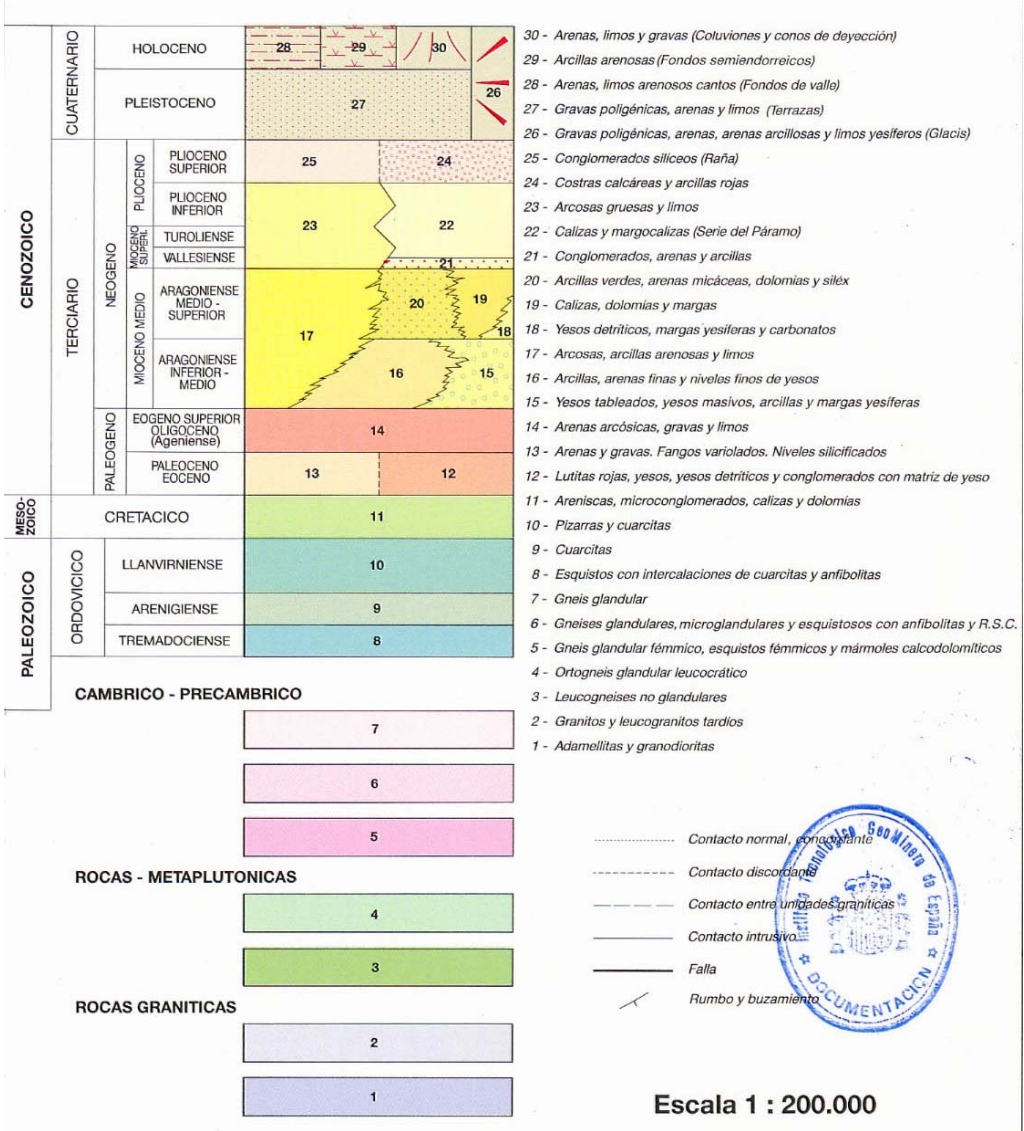 CENOZOICO
CUATERNARIO
HOLOCENO
28
29
30
PLEISTOCENO
27
26
TERCIARIO
NEOGENO
PLIOCENO
PLIOCENO
SUPERIOR
25
24
PLIOCENO
INFERIOR
23
22
MIOCENO
SUPERI.
TUROLIENSE
VALLESIENSE
21
MIOCENO MEDIO
ARAGONIENSE
MEDIO -
SUPERIOR
17
20
19
18
ARAGONIENSE
INFERIOR -
MEDIO
16
15
PALEOGENO
EOGENO SUPERIOR
OLIGOCENO
(Ageniense)
14
PALEOCENO
EOCENO
13
12
MESO-
ZOICO
CRETACICO
11
PALEOZOICO
ORDOVICICO
LLANVIRNIENSE
10
ARENIGIENSE
9
TREMADOCIENSE
8
CAMBRICO - PRECAMBRICO
7
6
5
ROCAS - METAPLUTONICAS
4
3
ROCAS GRANITICAS
2
1
30 - Arenas, limos y gravas (Coluviones y conos de deyección)
29 - Arcillas arenosas (Fondos semiendorreicos)
28 - Arenas, limos arenosos cantos (Fondos de valle)
27 - Gravas poligénicas, arenas y limos (Terrazas)
26 - Gravas poligénicas, arenas, arenas arcillosas y limos yesíferos (Glacis)
25 - Conglomerados silíceos (Raña)
24 - Costras calcáreas y arcillas rojas
23 - Arcosas gruesas y limos
22 - Calizas y margocalizas (Serie del Páramo)
21 - Conglomerados, arenas y arcillas
20 - Arcillas verdes, arenas micáceas, dolomías y siléx
19 - Calizas, dolomías y margas
18 - Yesos detríticos, margas yesíferas y carbonatos
17 - Arcosas, arcillas arenosas y limos
16 - Arcillas, arenas finas y niveles finos de yesos
15 - Yesos tableados, yesos masivos, arcillas y margas yesíferas
14 - Arenas arcósicas, gravas y limos
13 - Arenas y gravas. Fangos variolados. Niveles silicificados
12 - Lutitas rojas, yesos, yesos detríticos y conglomerados con matriz de yeso
11 - Areniscas, microconglomerados, calizas y dolomías
10 - Pizarras y cuarcitas
9 - Cuarcitas
8 - Esquistos con intercalaciones de cuarcitas y anfibolitas
7 - Gneis glandular
6 - Gneises glandulares, microglandulares y esquistosos con anfibolitas y R.S.C.
5 - Gneis glandular fémmico, esquistos fémmicos y mármoles calcodolomíticos
4 - Ortogneis glandular leucocrático
3 - Leucogneises no glandulares
2 - Granitos y leucogranitos tardíos
1 - Adamellitas y granodioritas
Contacto normal, concordante
Contacto discordante
Contacto entre unidades graníticas
Contacto intrusivo
Falla
Rumbo y buzamiento
Instituto Tecnológico GeoMinero de España
DOCUMENTACION
Escala 1 : 200.000